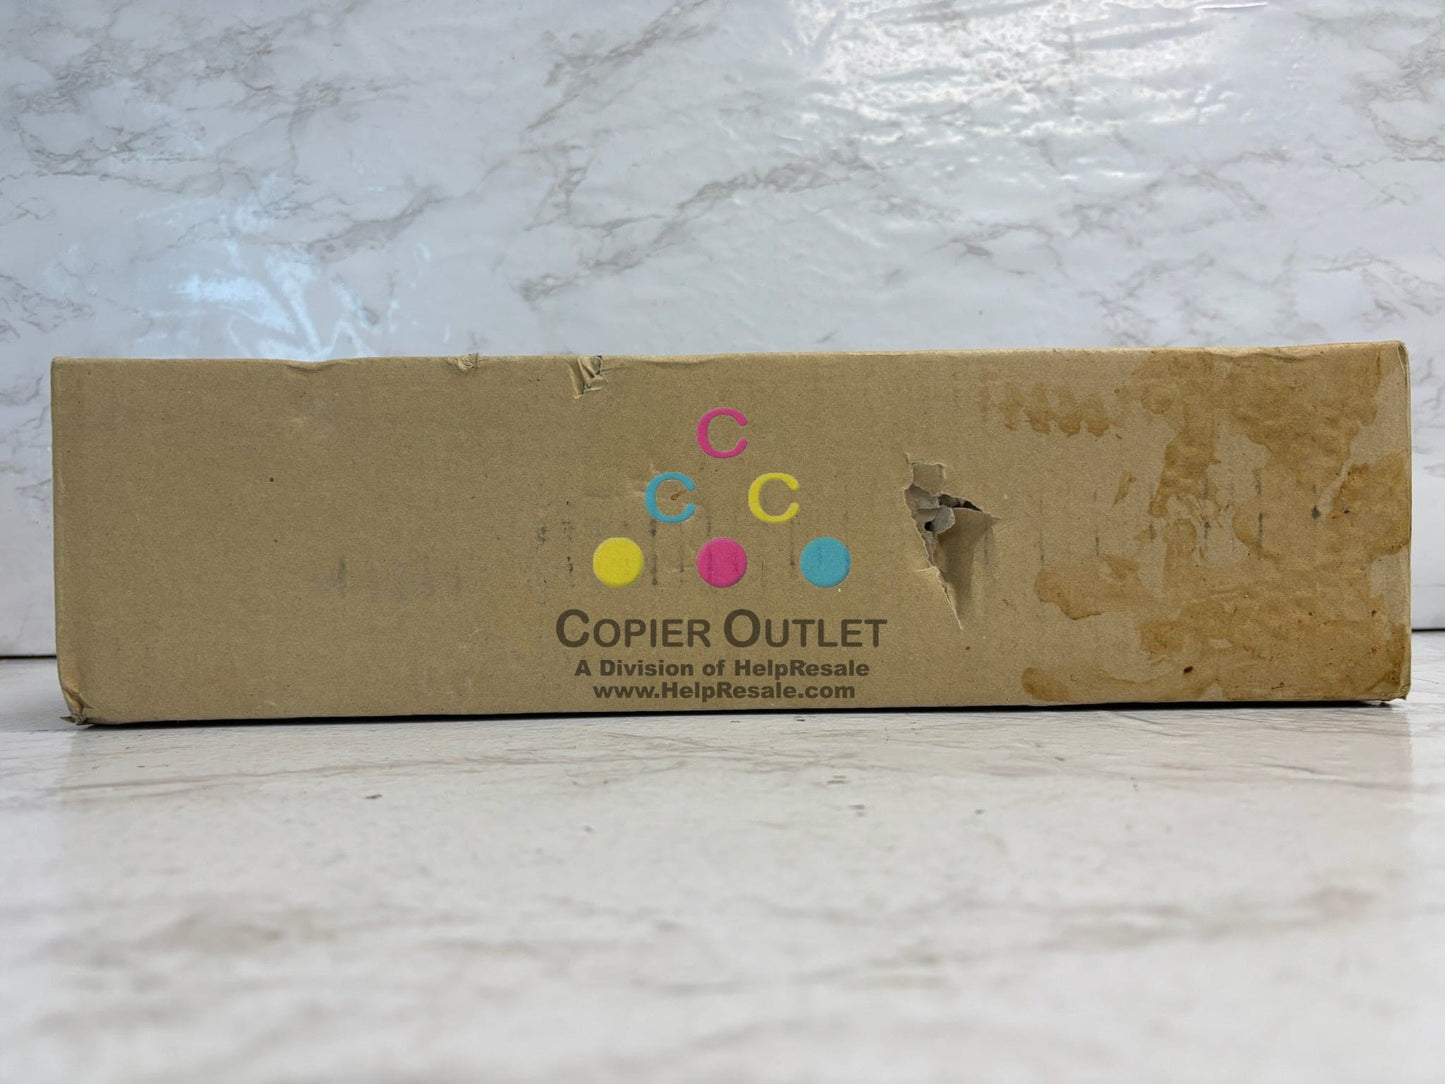 C
C C
COPIER OUTLET
A Division of HelpResale
www.HelpResale.com